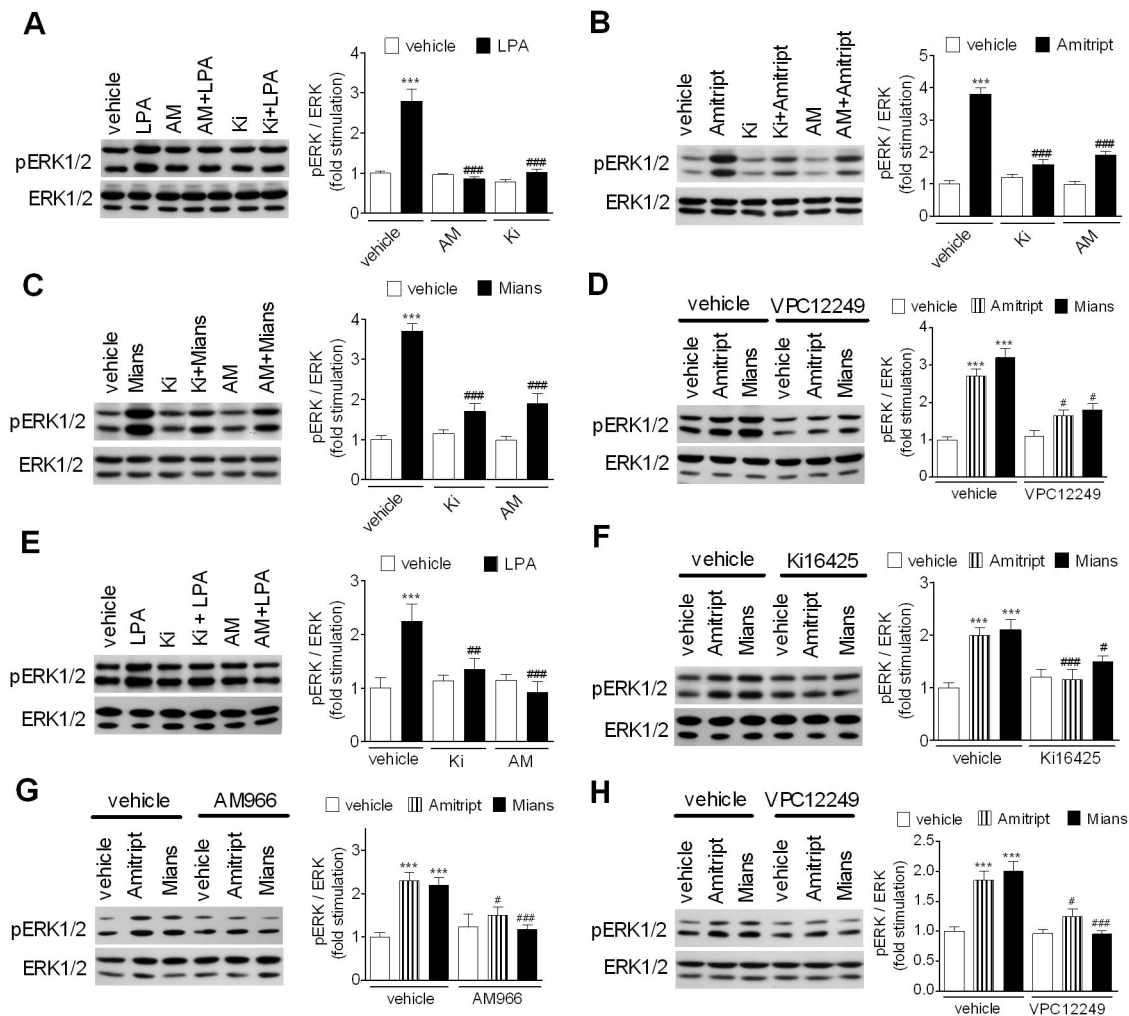 A
vehicle
LPA
AM
AM+LPA
Ki
Ki+LPA
pERK1/2
ERK1/2
vehicle LPA
pERK / ERK
(fold stimulation)
4
3
2
1
0
***
###
###
vehicle
AM
Ki
B
vehicle
Amitript
Ki
Ki+Amitript
AM
AM+Amitript
pERK1/2
ERK1/2
vehicle Amitript
pERK / ERK
(fold stimulation)
5
4
3
2
1
0
***
###
###
vehicle
Ki
AM
C
vehicle
Mians
Ki
Ki+Mians
AM
AM+Mians
pERK1/2
ERK1/2
vehicle Mians
pERK / ERK
(fold stimulation)
4
3
2
1
0
***
###
###
vehicle
Ki
AM
D
vehicle VPC12249
vehicle
Amitript
Mians
vehicle
Amitript
Mians
pERK1/2
ERK1/2
vehicle Amitript Mians
pERK / ERK
(fold stimulation)
4
3
2
1
0
***
***
#
#
vehicle VPC12249
E
vehicle
LPA
Ki
Ki + LPA
AM
AM+LPA
pERK1/2
ERK1/2
vehicle LPA
pERK / ERK
(fold stimulation)
3
2
1
0
***
##
###
vehicle Ki AM
F
vehicle Ki16425
vehicle
Amitript
Mians
vehicle
Amitript
Mians
pERK1/2
ERK1/2
vehicle Amitript Mians
pERK / ERK
(fold stimulation)
3
2
1
0
***
***
###
#
vehicle Ki16425
G
vehicle AM966
vehicle
Amitript
Mians
vehicle
Amitript
Mians
pERK1/2
ERK1/2
vehicle Amitript Mians
pERK / ERK
(fold stimulation)
3
2
1
0
***
***
#
###
vehicle AM966
H
vehicle VPC12249
vehicle
Amitript
Mians
vehicle
Amitript
Mians
pERK1/2
ERK1/2
vehicle Amitript Mians
pERK / ERK
(fold stimulation)
2.5
2.0
1.5
1.0
0.5
0.0
***
***
#
###
vehicle VPC12249